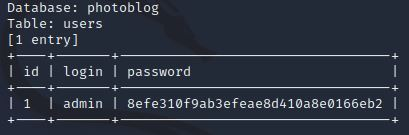 Database: photoblog
Table: users
[1 entry]
+----+-------+----------------------------------+
| id | login | password                         |
+----+-------+----------------------------------+
| 1  | admin | 8efe310f9ab3efeae8d410a8e0166eb2 |
+----+-------+----------------------------------+